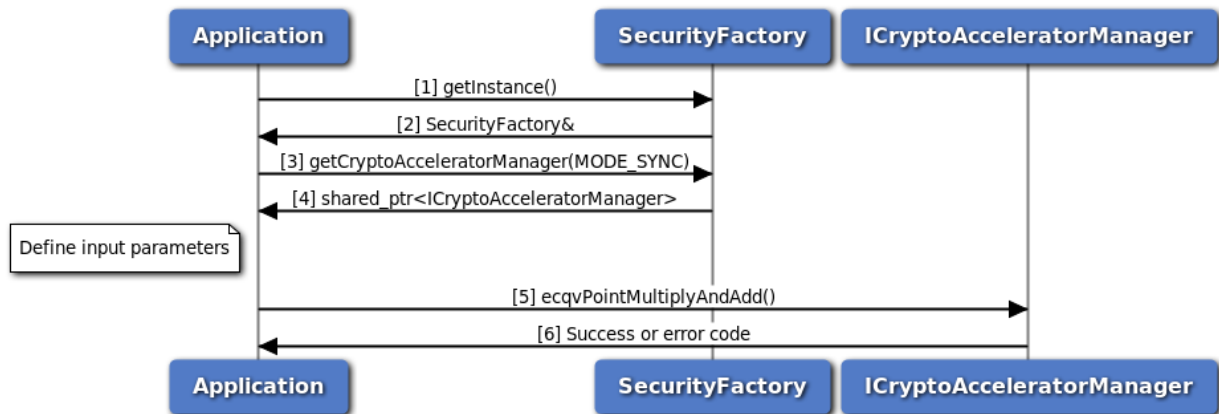 Application
SecurityFactory
ICryptoAcceleratorManager
[1] getInstance()
[2] SecurityFactory&
[3] getCryptoAcceleratorManager(MODE_SYNC)
[4] shared_ptr<ICryptoAcceleratorManager>
Define input parameters
[5] ecqvPointMultiplyAndAdd()
[6] Success or error code
Application
SecurityFactory
ICryptoAcceleratorManager